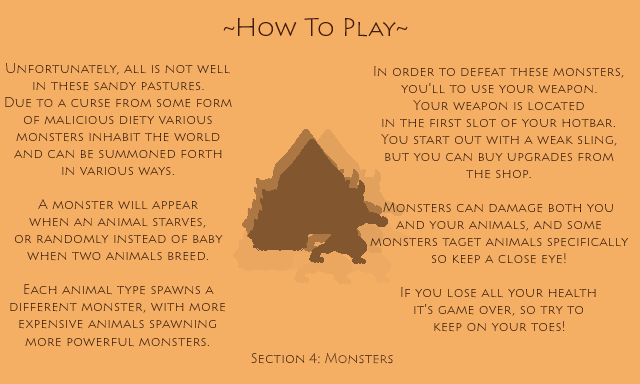 ~How To Play~
Unfortunately, all is not well
in these sandy pastures.
Due to a curse from some form
of malicious diety various
monsters inhabit the world
and can be summoned forth
in various ways.
A monster will appear
when an animal starves,
or randomly instead of baby
when two animals breed.
Each animal type spawns a
different monster, with more
expensive animals spawning
more powerful monsters.
In order to defeat these monsters,
you'll to use your weapon.
Your weapon is located
in the first slot of your hotbar.
You start out with a weak sling,
but you can buy upgrades from
the shop.
Monsters can damage both you
and your animals, and some
monsters taget animals specifically
so keep a close eye!
If you lose all your health
it's game over, so try to
keep on your toes!
Section 4: Monsters